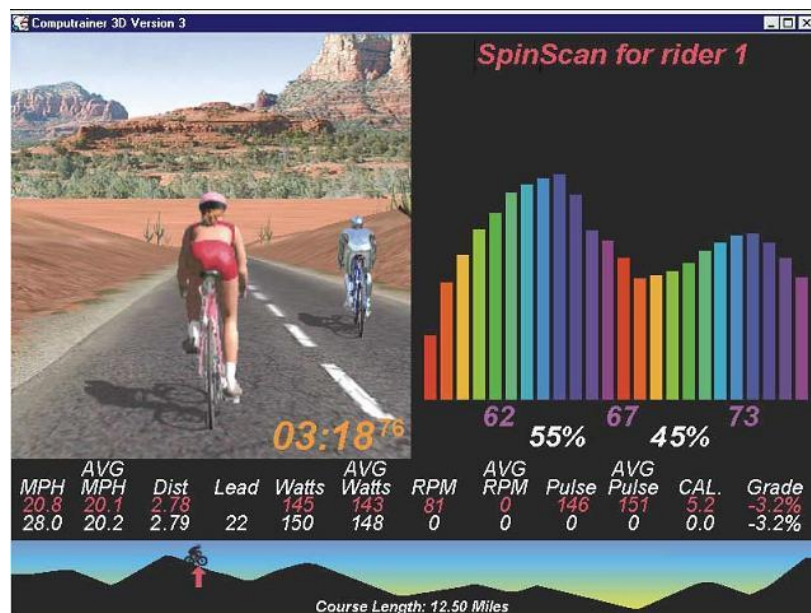 Computrainer 3D Version 3
SpinScan for rider 1
03:18 76
62 67 73
55% 45%
MPH AVG MPH Dist Lead Watts AVG Watts RPM AVG RPM Pulse AVG Pulse CAL. Grade
20.8 20.1 2.78 145 143 81 0 146 151 5.2 -3.2%
28.0 20.2 2.79 22 150 148 0 0 0 0 0.0 -3.2%
Course Length: 12.50 Miles